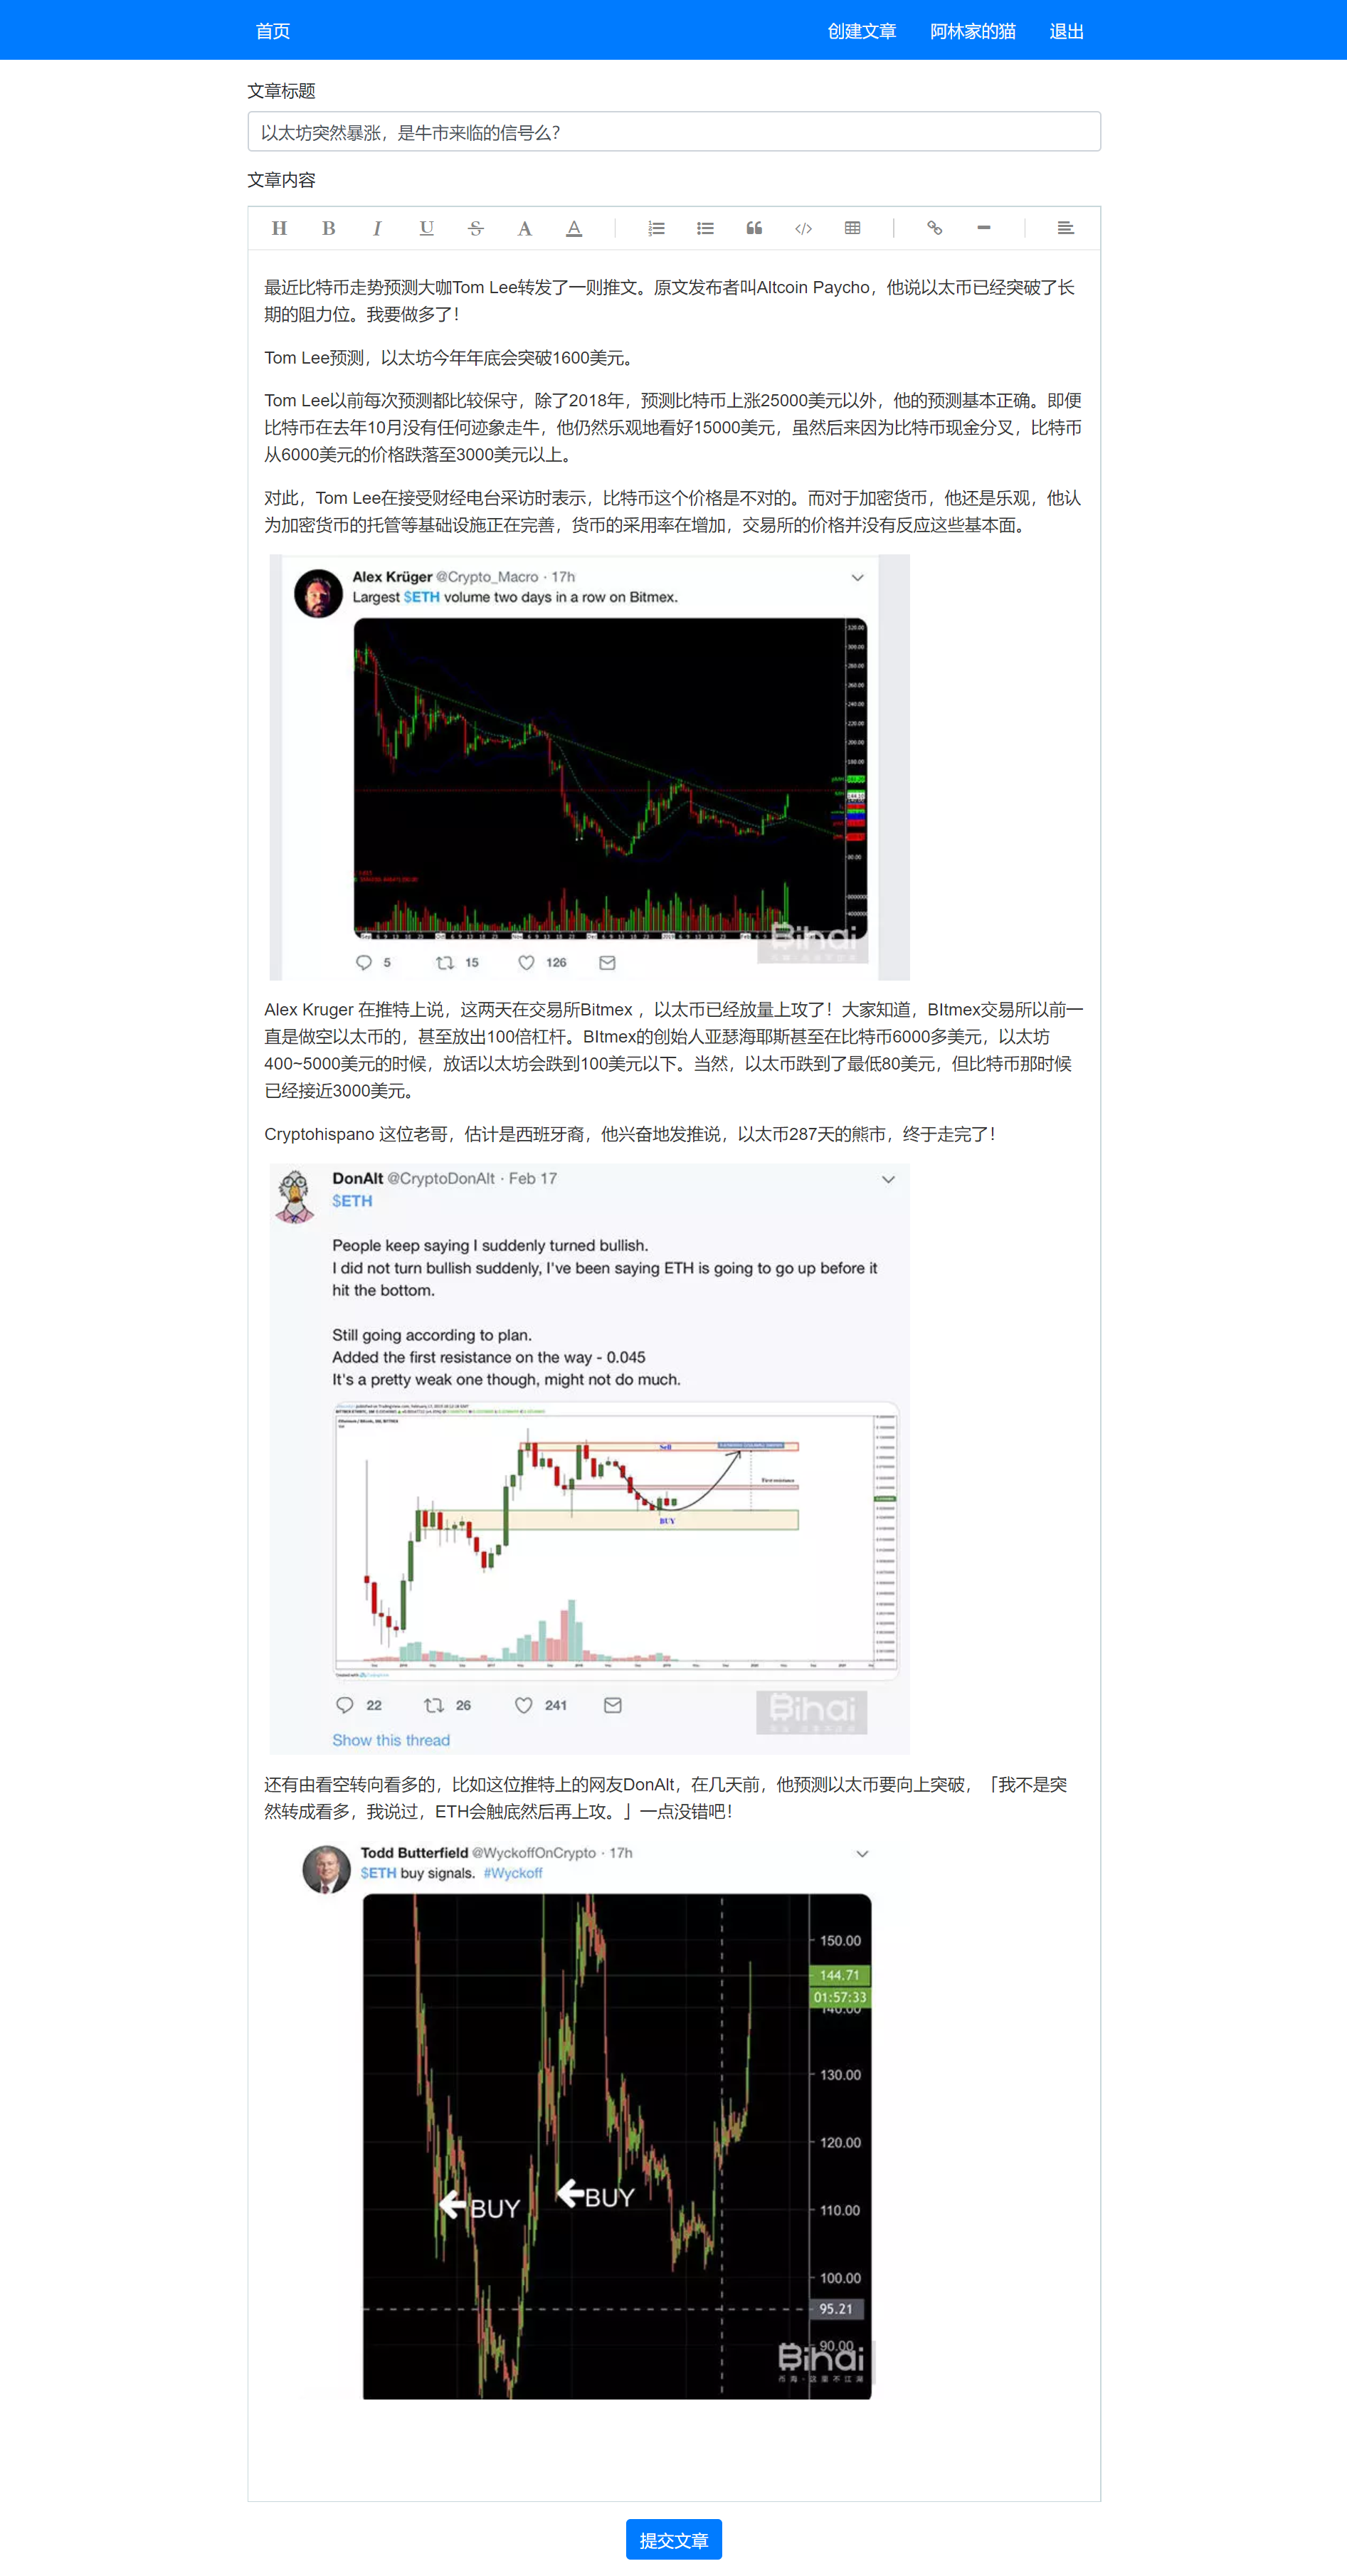 首页 创建文章 阿林家的猫 退出
文章标题
以太坊突然暴涨，是牛市来临的信号么？
文章内容
最近比特币走势预测大咖Tom Lee转发了一则推文。原文发布者叫Altcoin Paycho，他说以太币已经突破了长
期的阻力位。我要做多了！
Tom Lee预测，以太坊今年年底会突破1600美元。
Tom Lee以前每次预测都比较保守，除了2018年，预测比特币上涨25000美元以外，他的预测基本正确。即便
比特币在去年10月没有任何迹象走牛，他仍然乐观地看好15000美元，虽然后来因为比特币现金分叉，比特币
从6000美元的价格跌落至3000美元以上。
对此，Tom Lee在接受财经电台采访时表示，比特币这个价格是不对的。而对于加密货币，他还是乐观，他认
为加密货币的托管等基础设施正在完善，货币的采用率在增加，交易所的价格并没有反应这些基本面。
Alex Krüger @Crypto_Macro · 17h
Largest $ETH volume two days in a row on Bitmex.
320.00
300.00
280.00
260.00
240.00
220.00
200.00
180.00
80.00
Bihai
5 15 126
Alex Kruger 在推特上说，这两天在交易所Bitmex ，以太币已经放量上攻了！大家知道，BItmex交易所以前一
直是做空以太币的，甚至放出100倍杠杆。BItmex的创始人亚瑟海耶斯甚至在比特币6000多美元，以太坊
400~5000美元的时候，放话以太坊会跌到100美元以下。当然，以太币跌到了最低80美元，但比特币那时候
已经接近3000美元。
Cryptohispano 这位老哥，估计是西班牙裔，他兴奋地发推说，以太币287天的熊市，终于走完了！
DonAlt @CryptoDonAlt · Feb 17
$ETH
People keep saying I suddenly turned bullish.
I did not turn bullish suddenly, I've been saying ETH is going to go up before it
hit the bottom.
Still going according to plan.
Added the first resistance on the way - 0.045
It's a pretty weak one though, might not do much.
Sell
First resistance
BUY
22 26 241
Bihai
Show this thread
还有由看空转向看多的，比如这位推特上的网友DonAlt，在几天前，他预测以太币要向上突破，「我不是突
然转成看多，我说过，ETH会触底然后再上攻。」一点没错吧！
Todd Butterfield @WyckoffOnCrypto · 17h
$ETH buy signals. #Wyckoff
150.00
144.71
01:57:33
140.00
130.00
120.00
BUY BUY
110.00
100.00
95.21
90.00
Bihai
币海·这里不江湖
提交文章